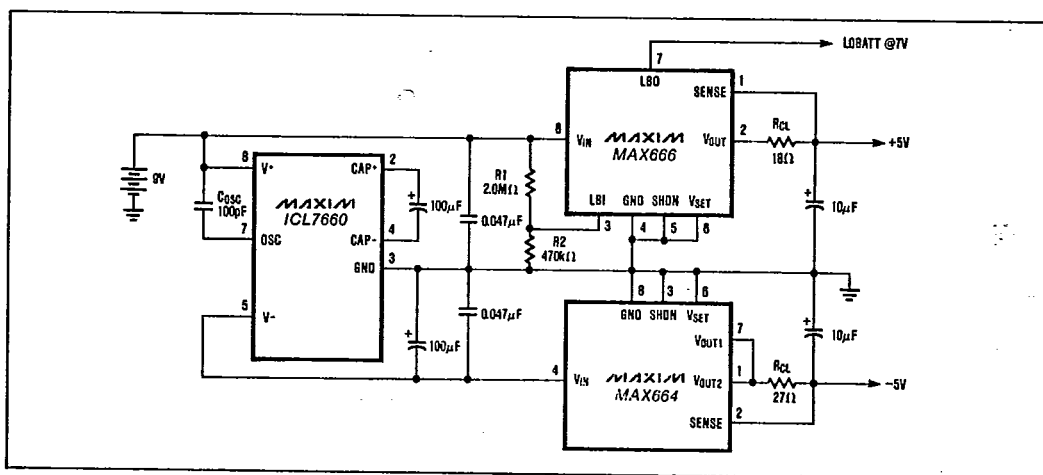 LOBATT @7V
7
LBO
1
SENSE
8
VIN
MAXIM
MAX666
VOUT
2
RCL
18Ω
+5V
9V
8
V+
COSC
100pF
7
OSC
MAXIM
ICL7660
CAP+
2
+
100μF
4
CAP-
3
GND
5
V-
0.047μF
R1
2.0MΩ
LBI
GND
SHDN
VSET
3
4
5
6
R2
470kΩ
+
10μF
+
100μF
0.047μF
8
3
6
GND
SHDN
VSET
7
VOUT1
4
VIN
MAXIM
MAX664
1
VOUT2
RCL
27Ω
+
10μF
-5V
2
SENSE